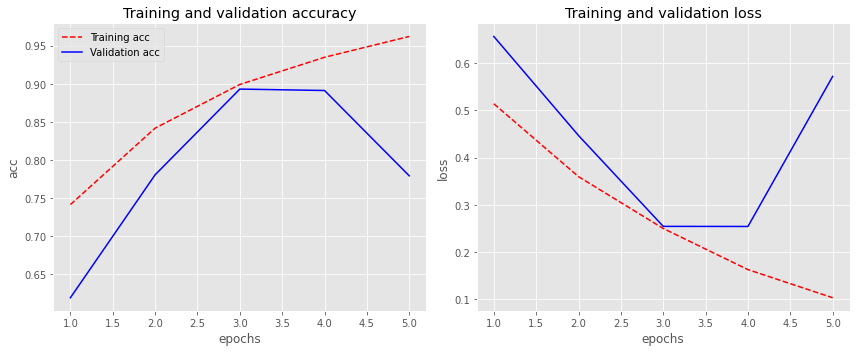 Training and validation accuracy
Training acc
Validation acc
acc
0.95
0.90
0.85
0.80
0.75
0.70
0.65
1.0 1.5 2.0 2.5 3.0 3.5 4.0 4.5 5.0
epochs
Training and validation loss
loss
0.6
0.5
0.4
0.3
0.2
0.1
1.0 1.5 2.0 2.5 3.0 3.5 4.0 4.5 5.0
epochs